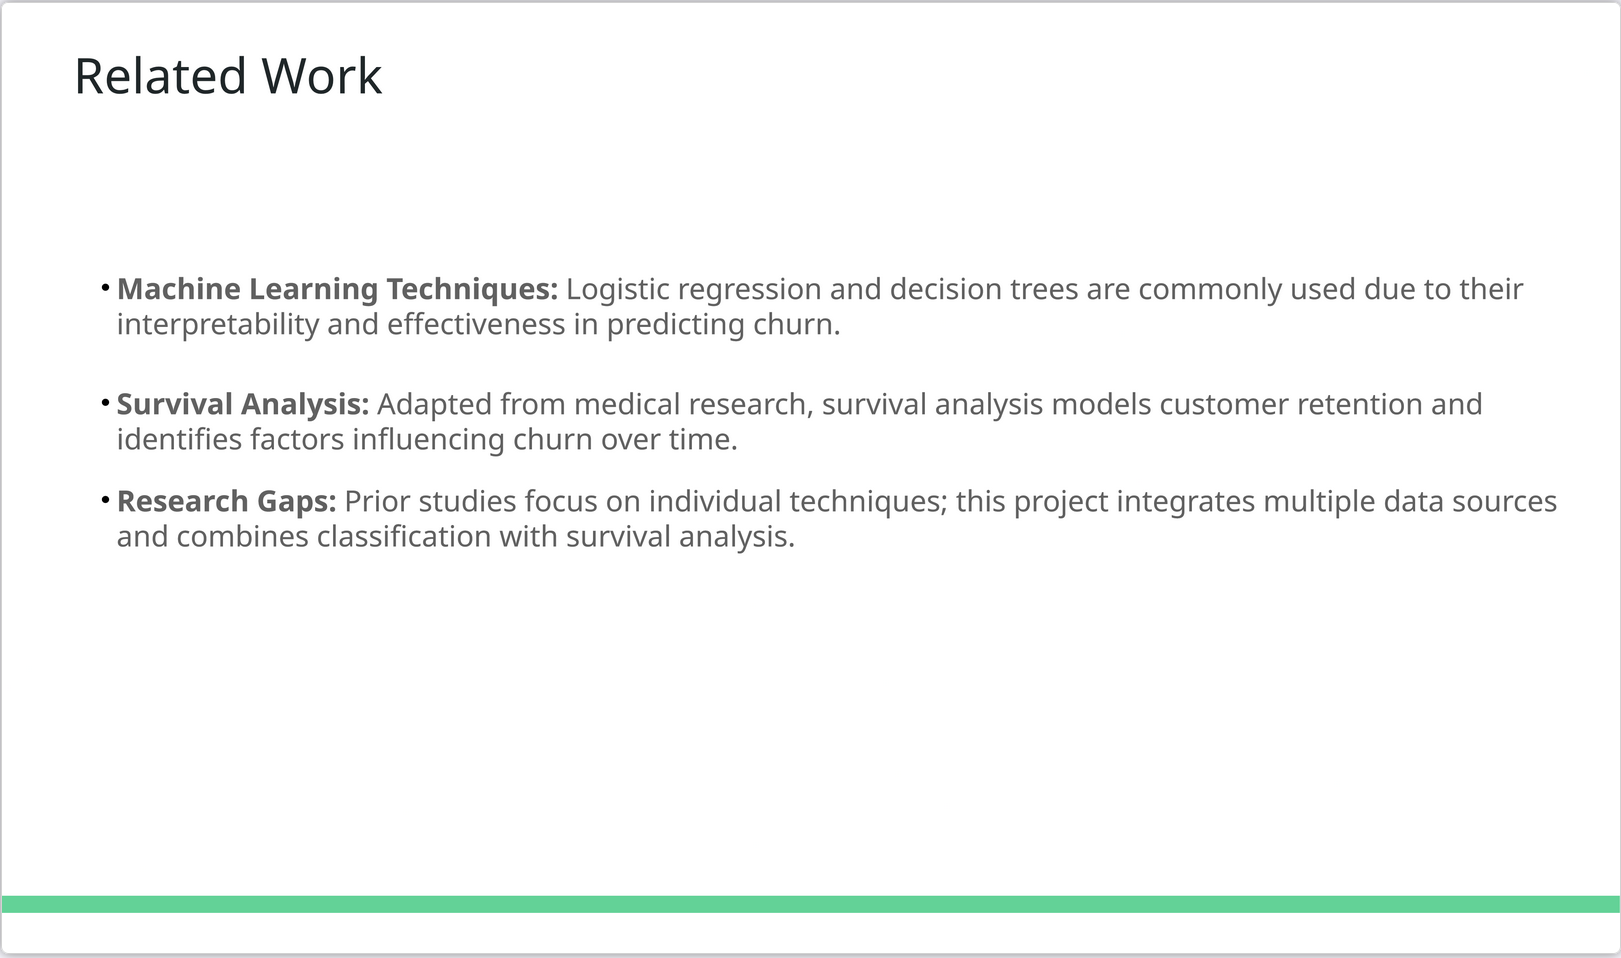 Related Work
• Machine Learning Techniques: Logistic regression and decision trees are commonly used due to their
interpretability and effectiveness in predicting churn.
• Survival Analysis: Adapted from medical research, survival analysis models customer retention and
identifies factors influencing churn over time.
• Research Gaps: Prior studies focus on individual techniques; this project integrates multiple data sources
and combines classification with survival analysis.